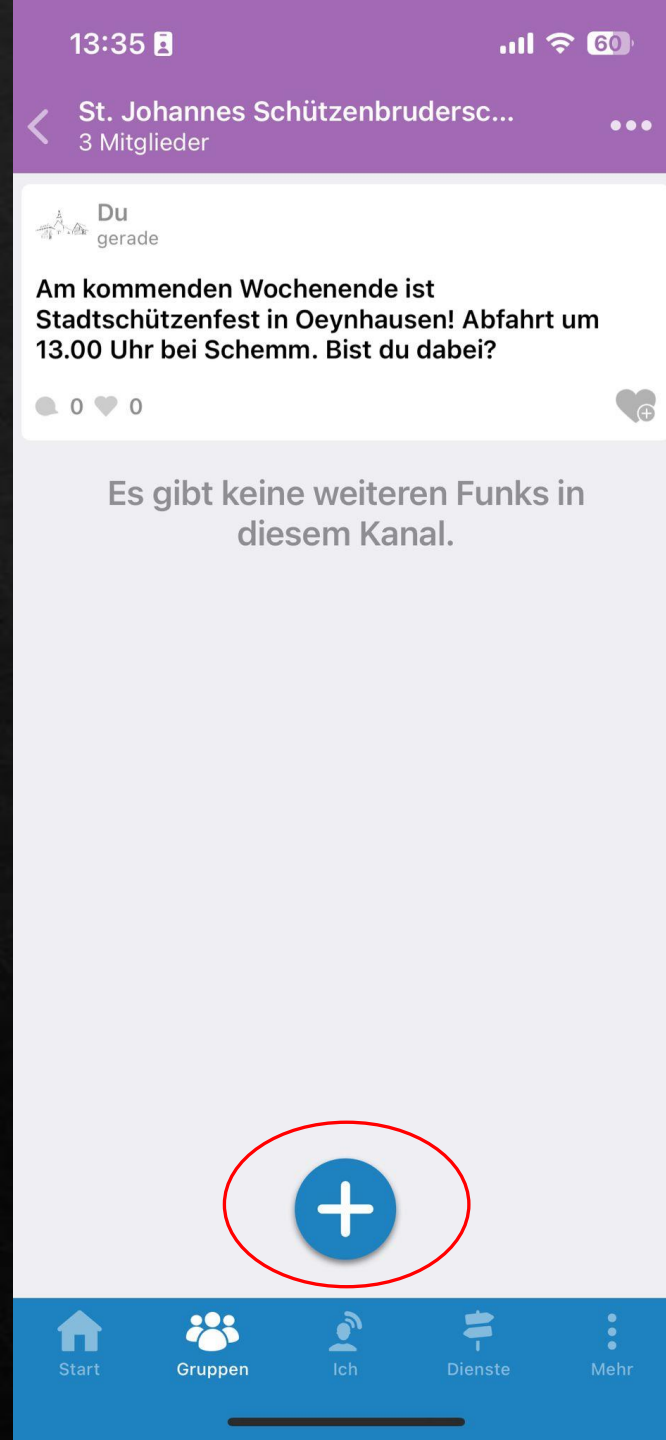 13:35
60
St. Johannes Schützenbrudersc...
3 Mitglieder
Du
gerade
Am kommenden Wochenende ist
Stadtschützenfest in Oeynhausen! Abfahrt um
13.00 Uhr bei Schemm. Bist du dabei?
0 0
Es gibt keine weiteren Funks in
diesem Kanal.
Start Gruppen Ich Dienste Mehr